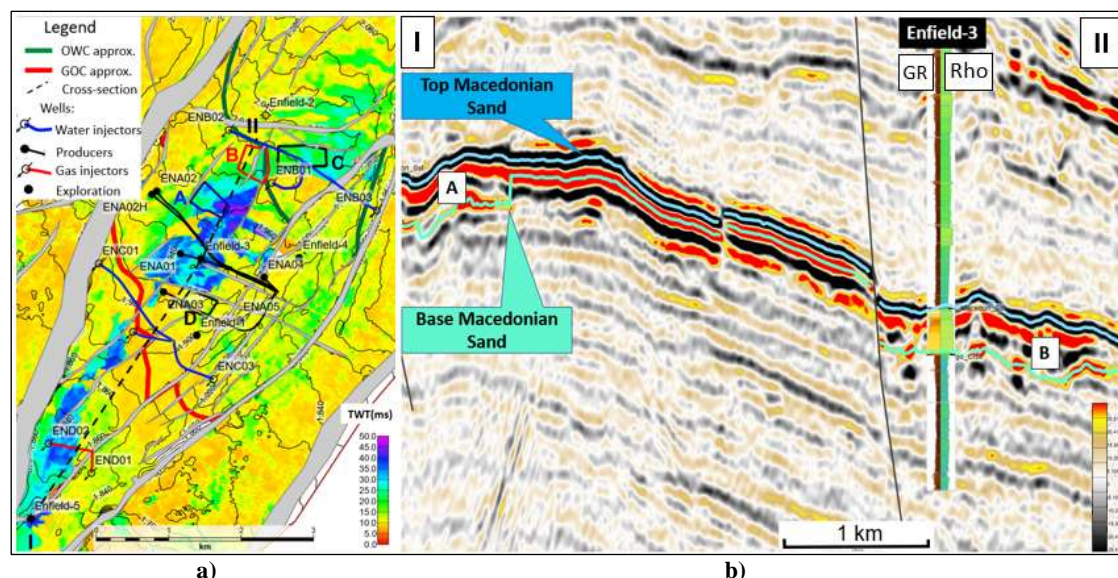 a)
Legend
OWC approx.
GOC approx.
Cross-section
Wells:
Water injectors
Producers
Gas injectors
Exploration
ENB02
Enfield-2
II
B
C
ENB01
ENA02
A
ENB03
ENA02H
Enfield-3
Enfield-4
ENC01
ENA01
ENA04
ENA03
ENA05
D
Enfield-1
ENC03
END02
END01
Enfield-5
I
TWT(ms)
50.0
45.0
40.0
35.0
30.0
25.0
20.0
15.0
10.0
5.0
0.0
km
I
Enfield-3
II
GR
Rho
Top Macedonian
Sand
A
Base Macedonian
Sand
B
1 km
a)
b)